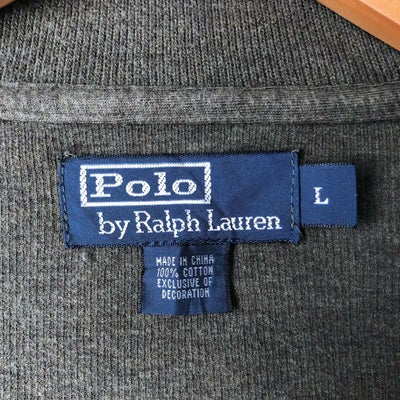 Polo
by Ralph Lauren
L
MADE IN CHINA
100% COTTON
EXCLUSIVE OF
DECORATION